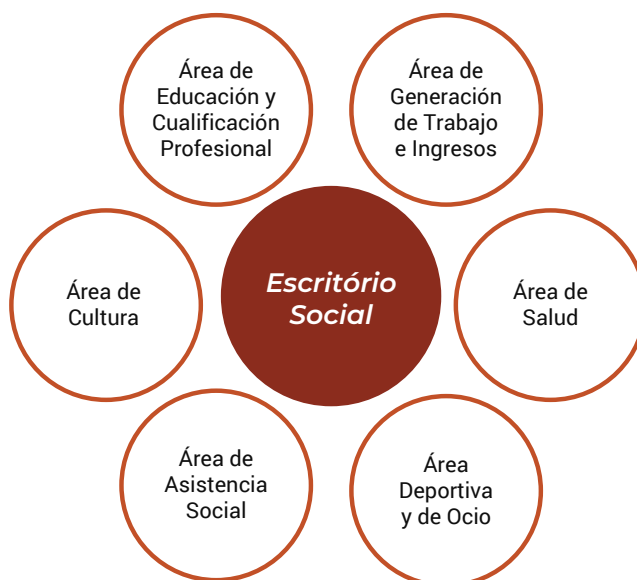 Área de
Educación y
Cualificación
Profesional
Área de
Generación
de Trabajo
e Ingresos
Área de
Cultura
Escritório
Social
Área de
Salud
Área de
Asistencia
Social
Área
Deportiva
y de Ocio